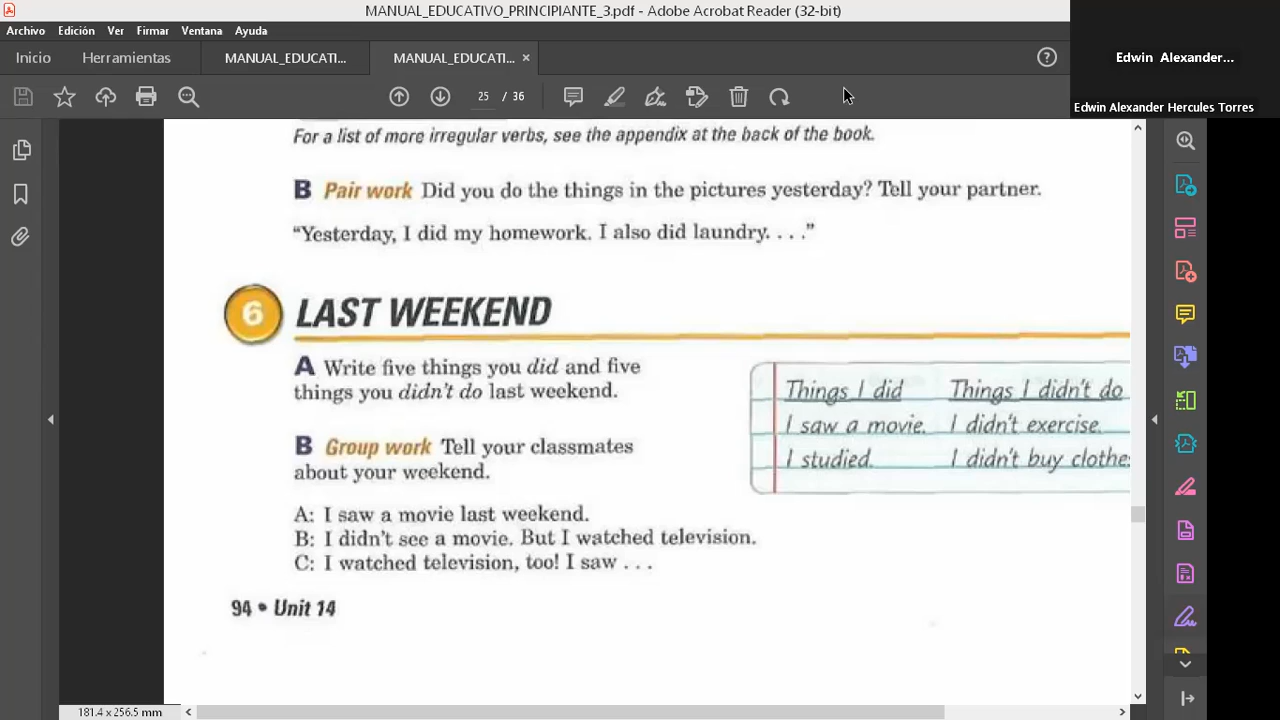 MANUAL_EDUCATIVO_PRINCIPIANTE_3.pdf - Adobe Acrobat Reader (32-bit)
Archivo Edición Ver Firmar Ventana Ayuda
Inicio Herramientas MANUAL_EDUCATI... MANUAL_EDUCATI... ×
Edwin Alexander...
Edwin Alexander Hercules Torres
25 / 36
For a list of more irregular verbs, see the appendix at the back of the book.
B Pair work Did you do the things in the pictures yesterday? Tell your partner.
“Yesterday, I did my homework. I also did laundry. . . .”
6 LAST WEEKEND
A Write five things you did and five
things you didn't do last weekend.
B Group work Tell your classmates
about your weekend.
Things I did Things I didn't do
I saw a movie. I didn't exercise.
I studied. I didn't buy clothe
A: I saw a movie last weekend.
B: I didn't see a movie. But I watched television.
C: I watched television, too! I saw . . .
94 • Unit 14
181.4 x 256.5 mm